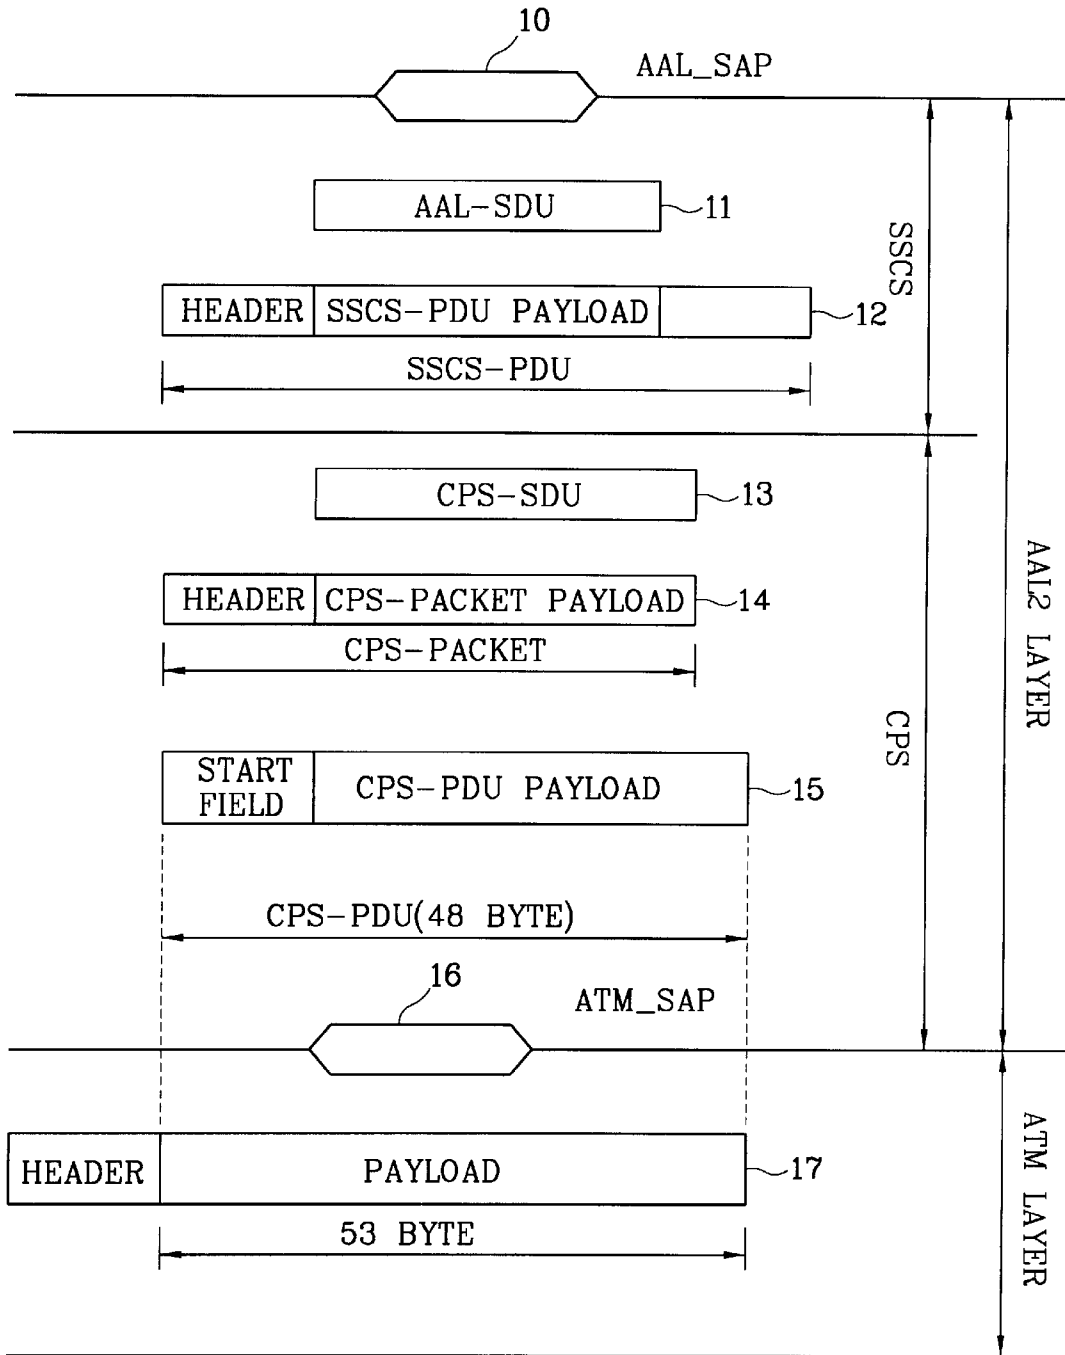 10
AAL_SAP
AAL-SDU
11
SSCS
HEADER
SSCS-PDU PAYLOAD
12
SSCS-PDU
CPS-SDU
13
HEADER
CPS-PACKET PAYLOAD
14
CPS-PACKET
AAL2 LAYER
CPS
START
FIELD
CPS-PDU PAYLOAD
15
CPS-PDU(48 BYTE)
16
ATM_SAP
HEADER
PAYLOAD
17
53 BYTE
ATM LAYER